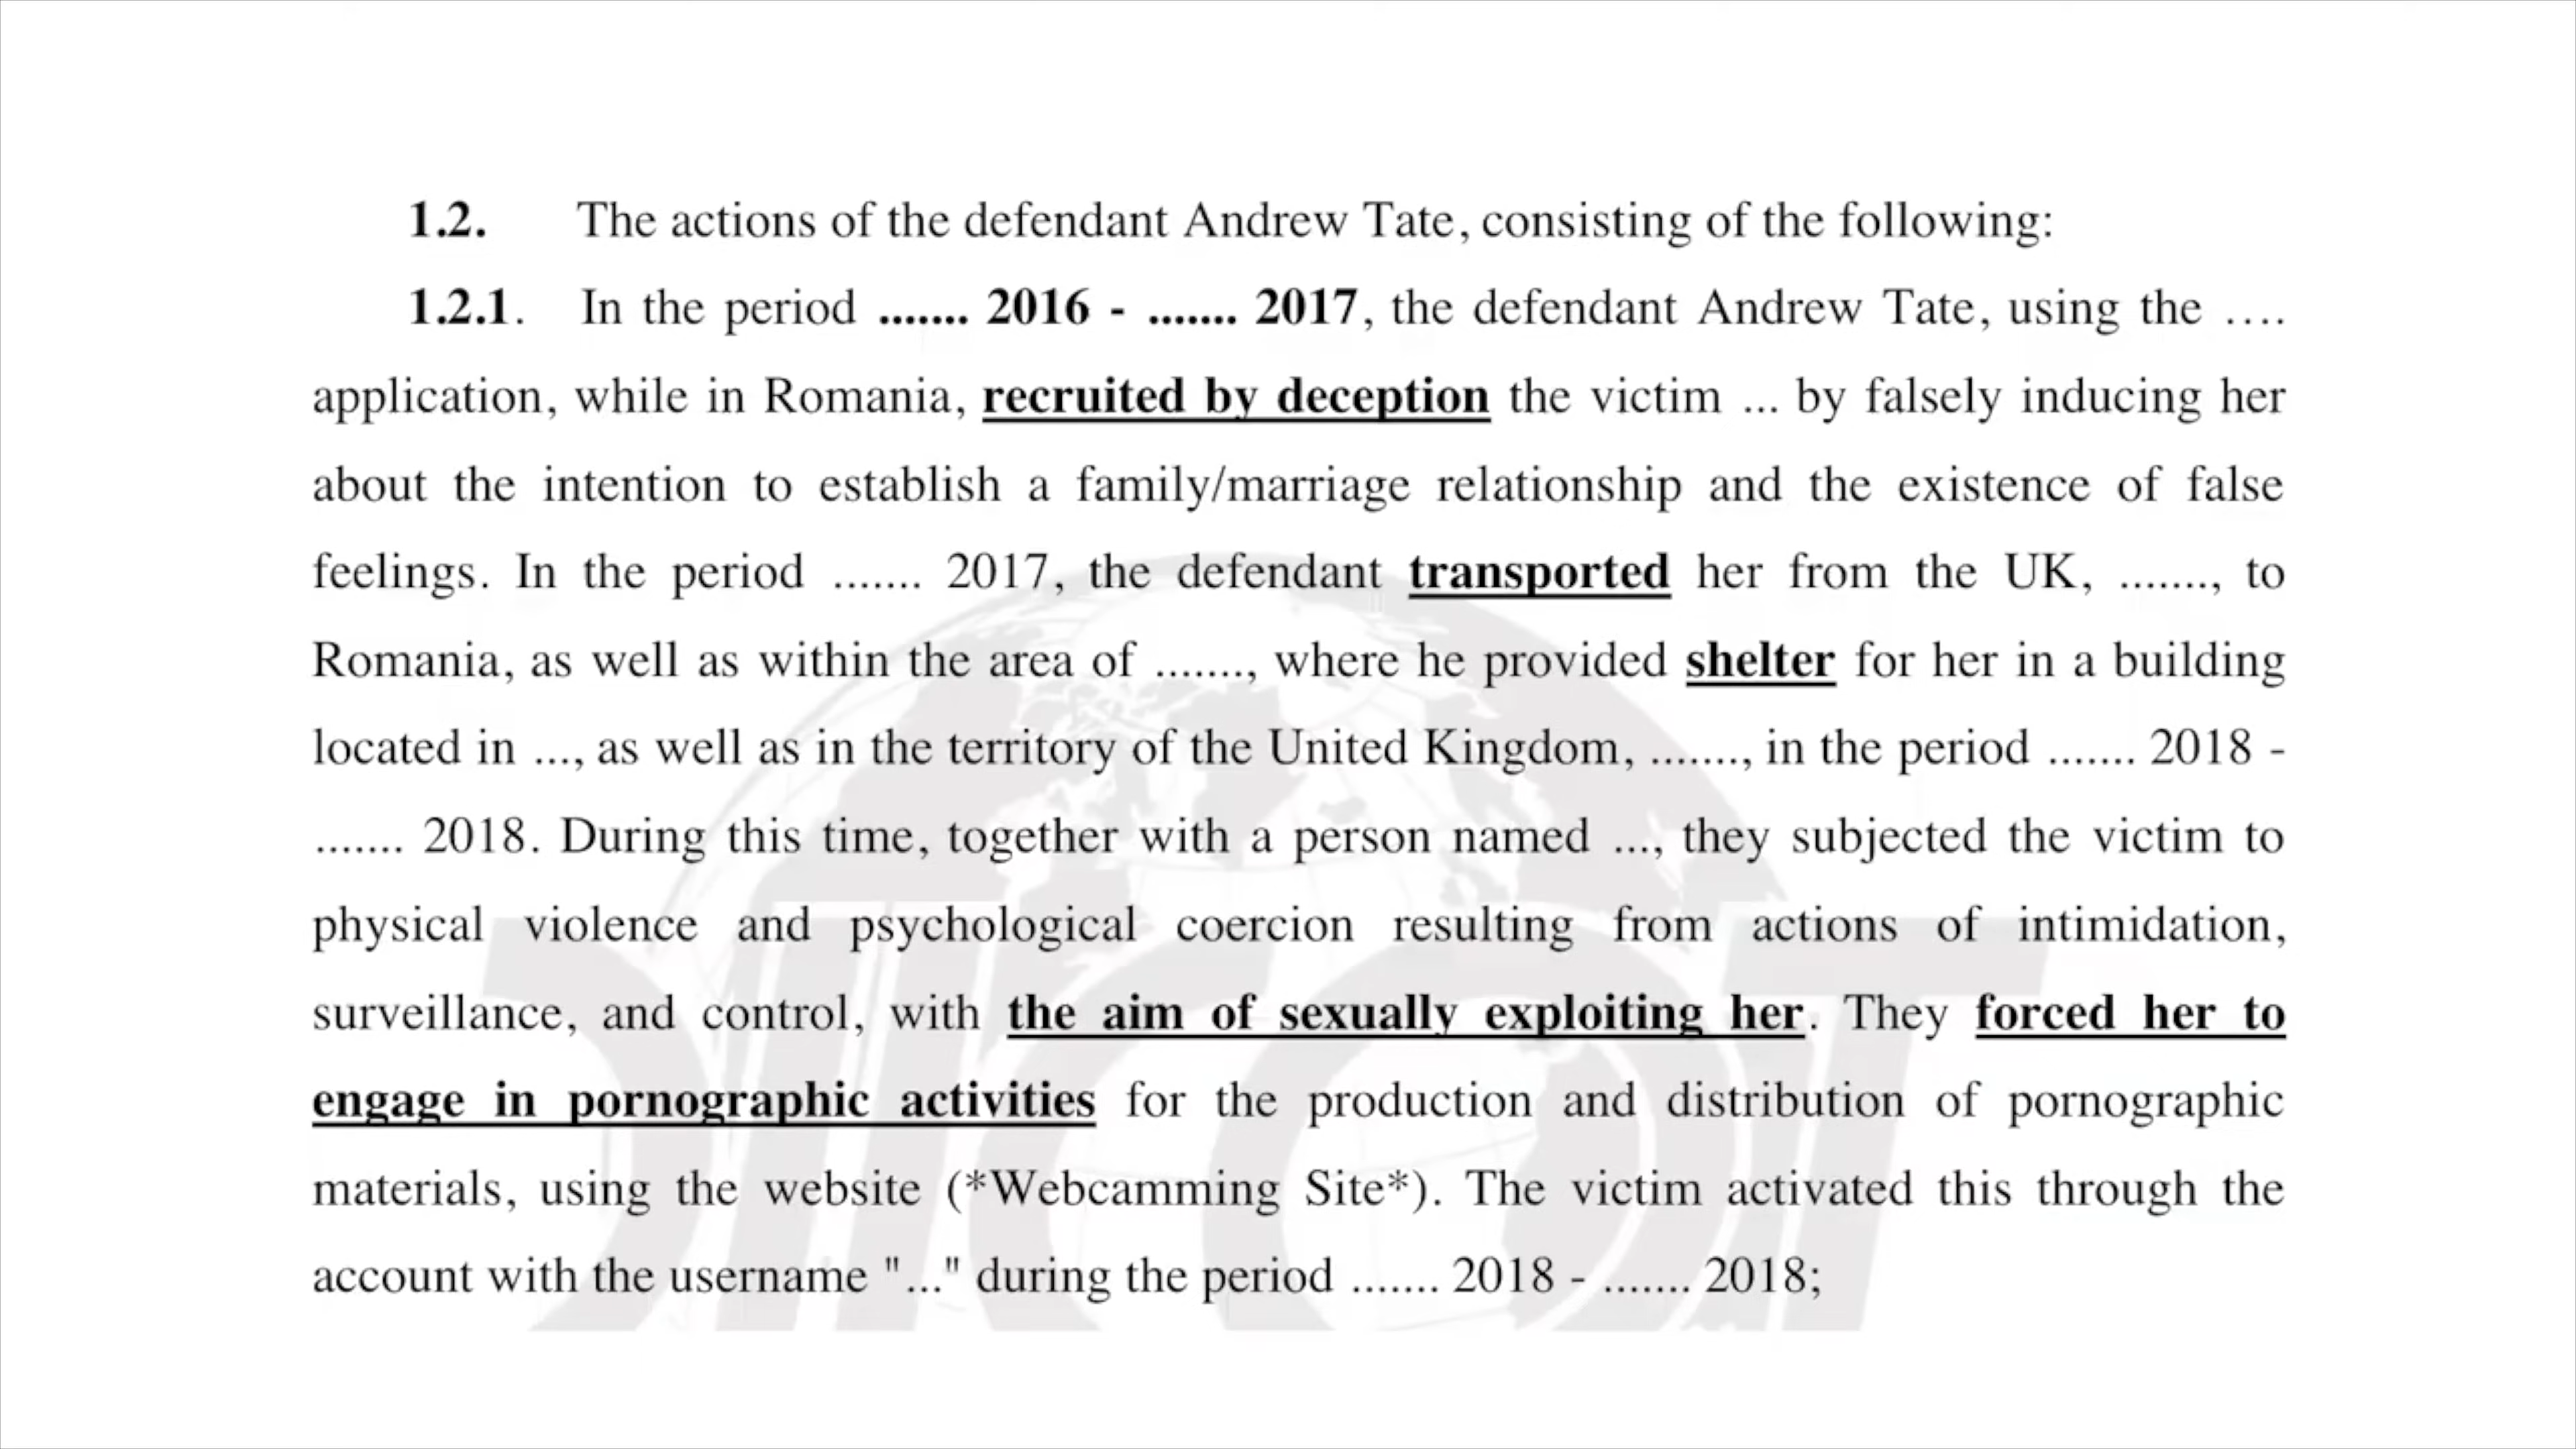 1.2. The actions of the defendant Andrew Tate, consisting of the following:
1.2.1. In the period ....... 2016 - ....... 2017, the defendant Andrew Tate, using the ....
application, while in Romania, recruited by deception the victim ... by falsely inducing her
about the intention to establish a family/marriage relationship and the existence of false
feelings. In the period ....... 2017, the defendant transported her from the UK, ......., to
Romania, as well as within the area of ......., where he provided shelter for her in a building
located in ..., as well as in the territory of the United Kingdom, ......., in the period ....... 2018 -
....... 2018. During this time, together with a person named ..., they subjected the victim to
physical violence and psychological coercion resulting from actions of intimidation,
surveillance, and control, with the aim of sexually exploiting her. They forced her to
engage in pornographic activities for the production and distribution of pornographic
materials, using the website (*Webcamming Site*). The victim activated this through the
account with the username "..." during the period ....... 2018 - ....... 2018;
DIICOT